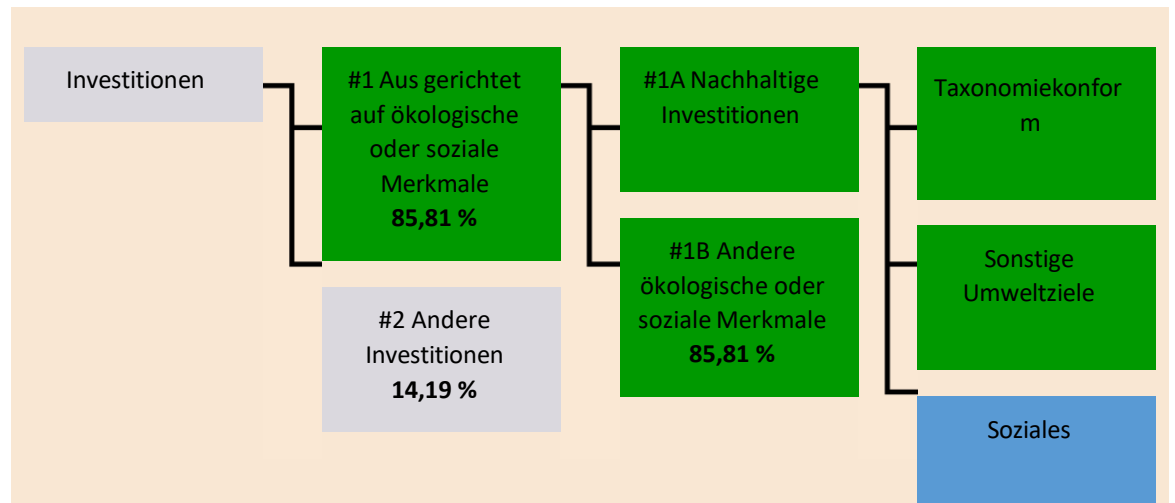 Investitionen
#1 Aus gerichtet
auf ökologische
oder soziale
Merkmale
85,81 %
#2 Andere
Investitionen
14,19 %
#1A Nachhaltige
Investitionen
#1B Andere
ökologische oder
soziale Merkmale
85,81 %
Taxonomiekonfor
m
Sonstige
Umweltziele
Soziales